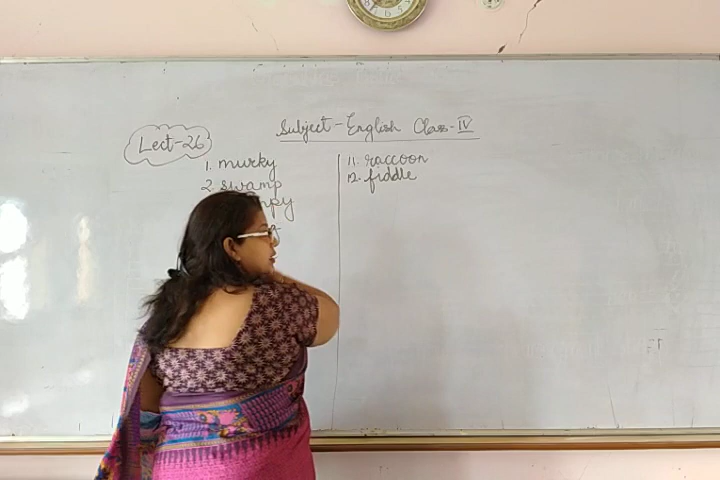 Subject - English Class - IV
Lect-26
1. murky
2. swamp
11. raccoon
12. fiddle